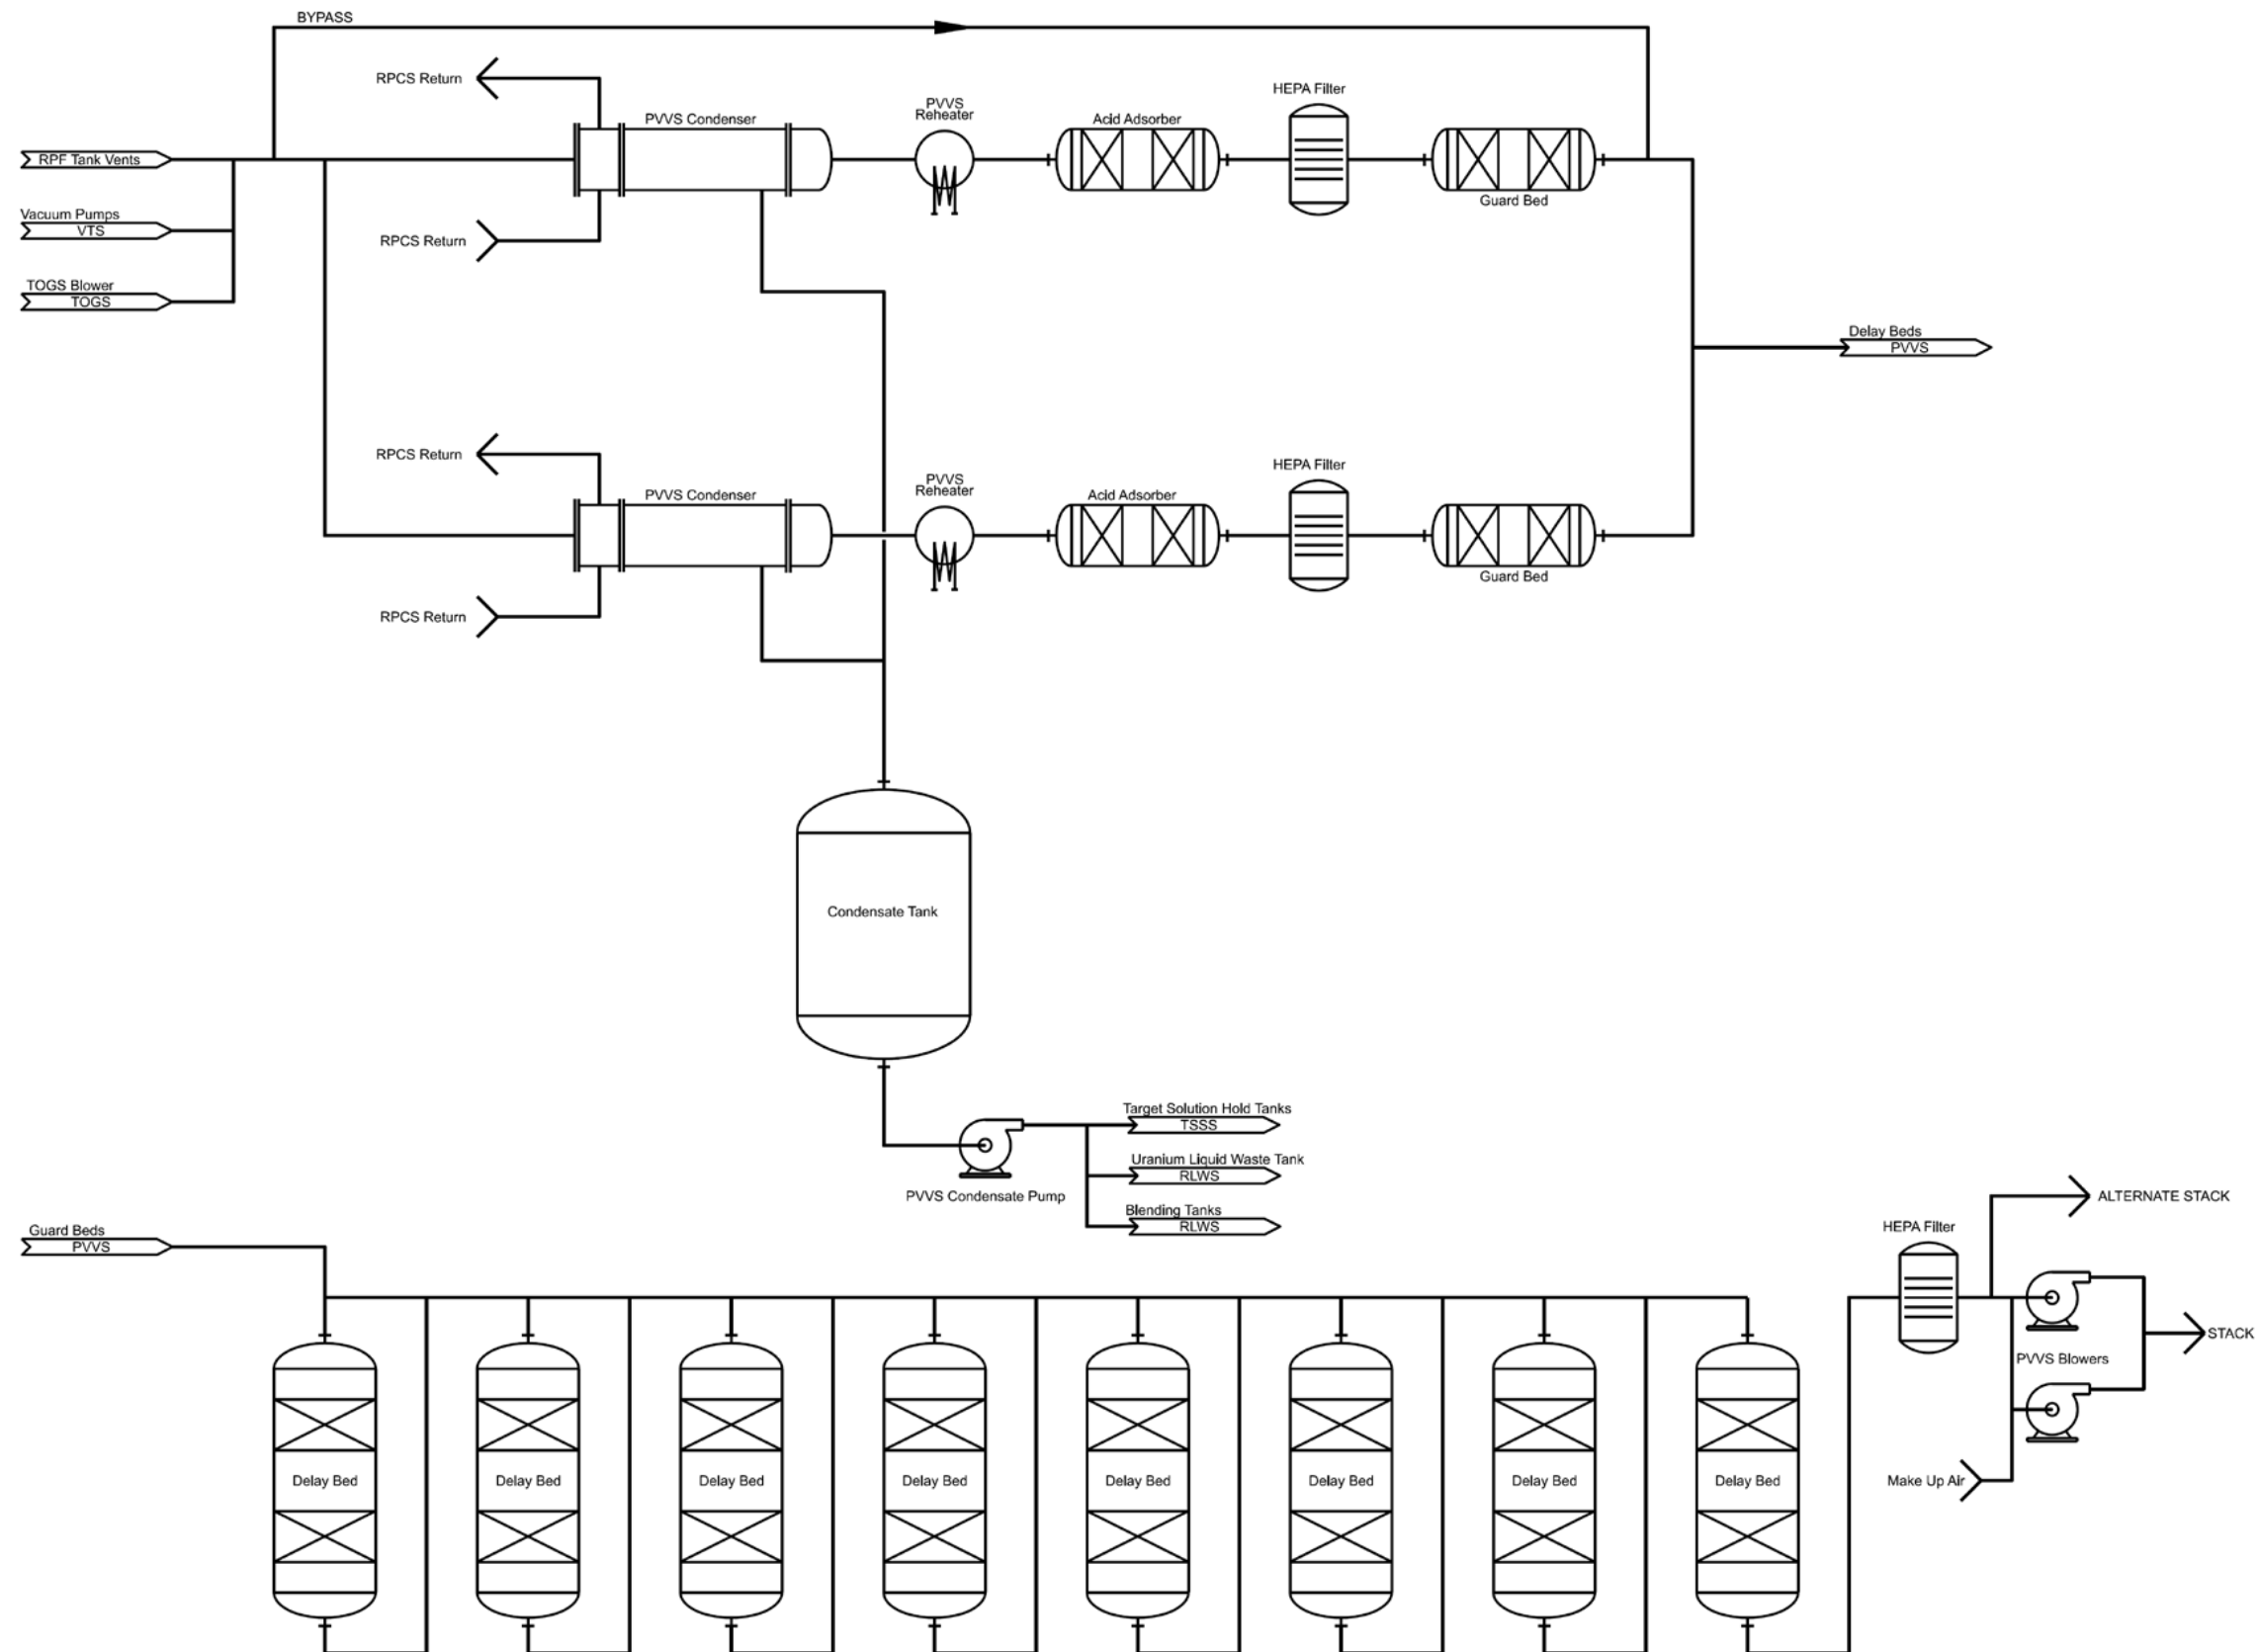 BYPASS
RPCS Return
HEPA Filter
PVVS
Reheater
PVVS Condenser
Acid Adsorber
RPF Tank Vents
Guard Bed
Vacuum Pumps
VTS
RPCS Return
TOGS Blower
TOGS
Delay Beds
PVVS
RPCS Return
HEPA Filter
PVVS
Reheater
PVVS Condenser
Acid Adsorber
Guard Bed
RPCS Return
Condensate Tank
Target Solution Hold Tanks
TSSS
Uranium Liquid Waste Tank
RLWS
PVVS Condensate Pump
Blending Tanks
RLWS
ALTERNATE STACK
Guard Beds
PVVS
HEPA Filter
STACK
PVVS Blowers
Delay Bed
Delay Bed
Delay Bed
Delay Bed
Delay Bed
Delay Bed
Delay Bed
Delay Bed
Make Up Air